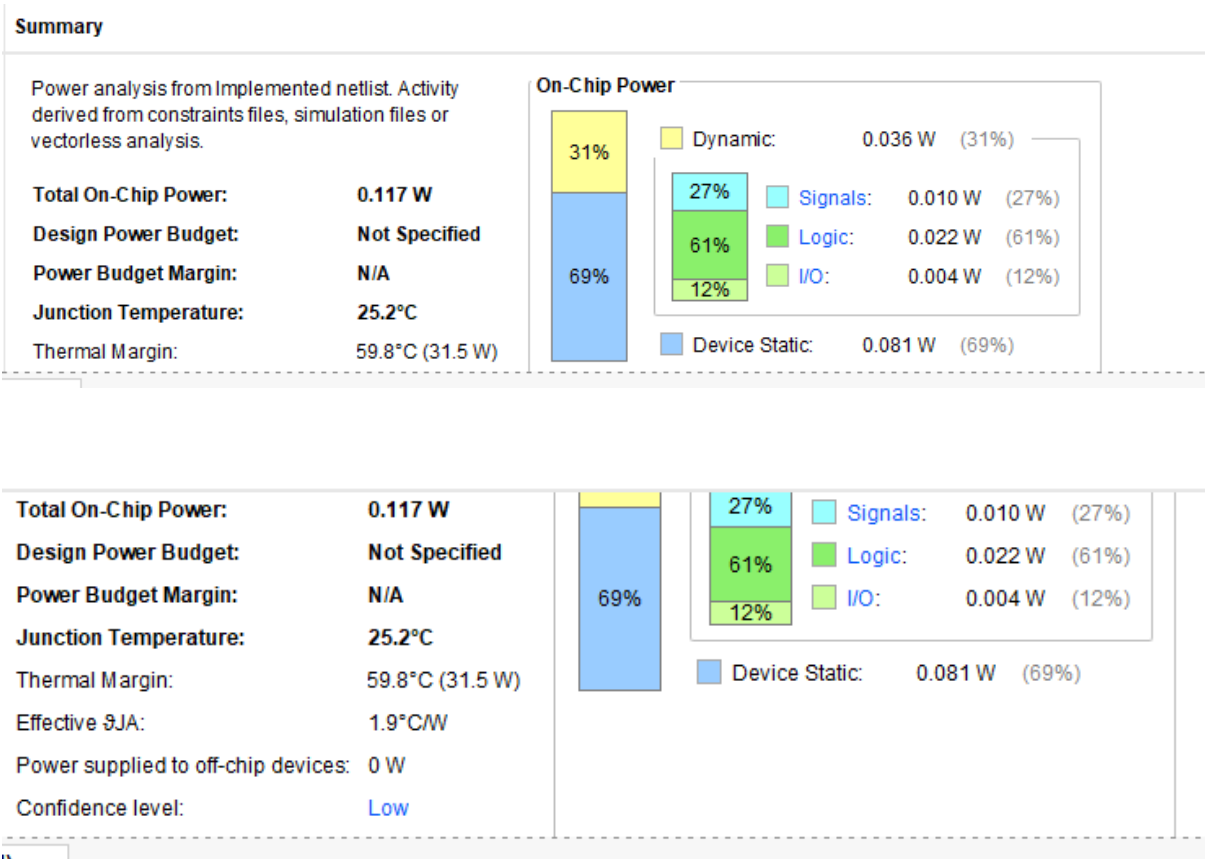 Summary
Power analysis from Implemented netlist. Activity
derived from constraints files, simulation files or
vectorless analysis.
Total On-Chip Power: 0.117 W
Design Power Budget: Not Specified
Power Budget Margin: N/A
Junction Temperature: 25.2°C
Thermal Margin: 59.8°C (31.5 W)
On-Chip Power
31%
69%
Dynamic: 0.036 W (31%)
27%
61%
12%
Signals: 0.010 W (27%)
Logic: 0.022 W (61%)
I/O: 0.004 W (12%)
Device Static: 0.081 W (69%)
Total On-Chip Power: 0.117 W
Design Power Budget: Not Specified
Power Budget Margin: N/A
Junction Temperature: 25.2°C
Thermal Margin: 59.8°C (31.5 W)
Effective ϑJA: 1.9°C/W
Power supplied to off-chip devices: 0 W
Confidence level: Low
69%
27%
61%
12%
Signals: 0.010 W (27%)
Logic: 0.022 W (61%)
I/O: 0.004 W (12%)
Device Static: 0.081 W (69%)